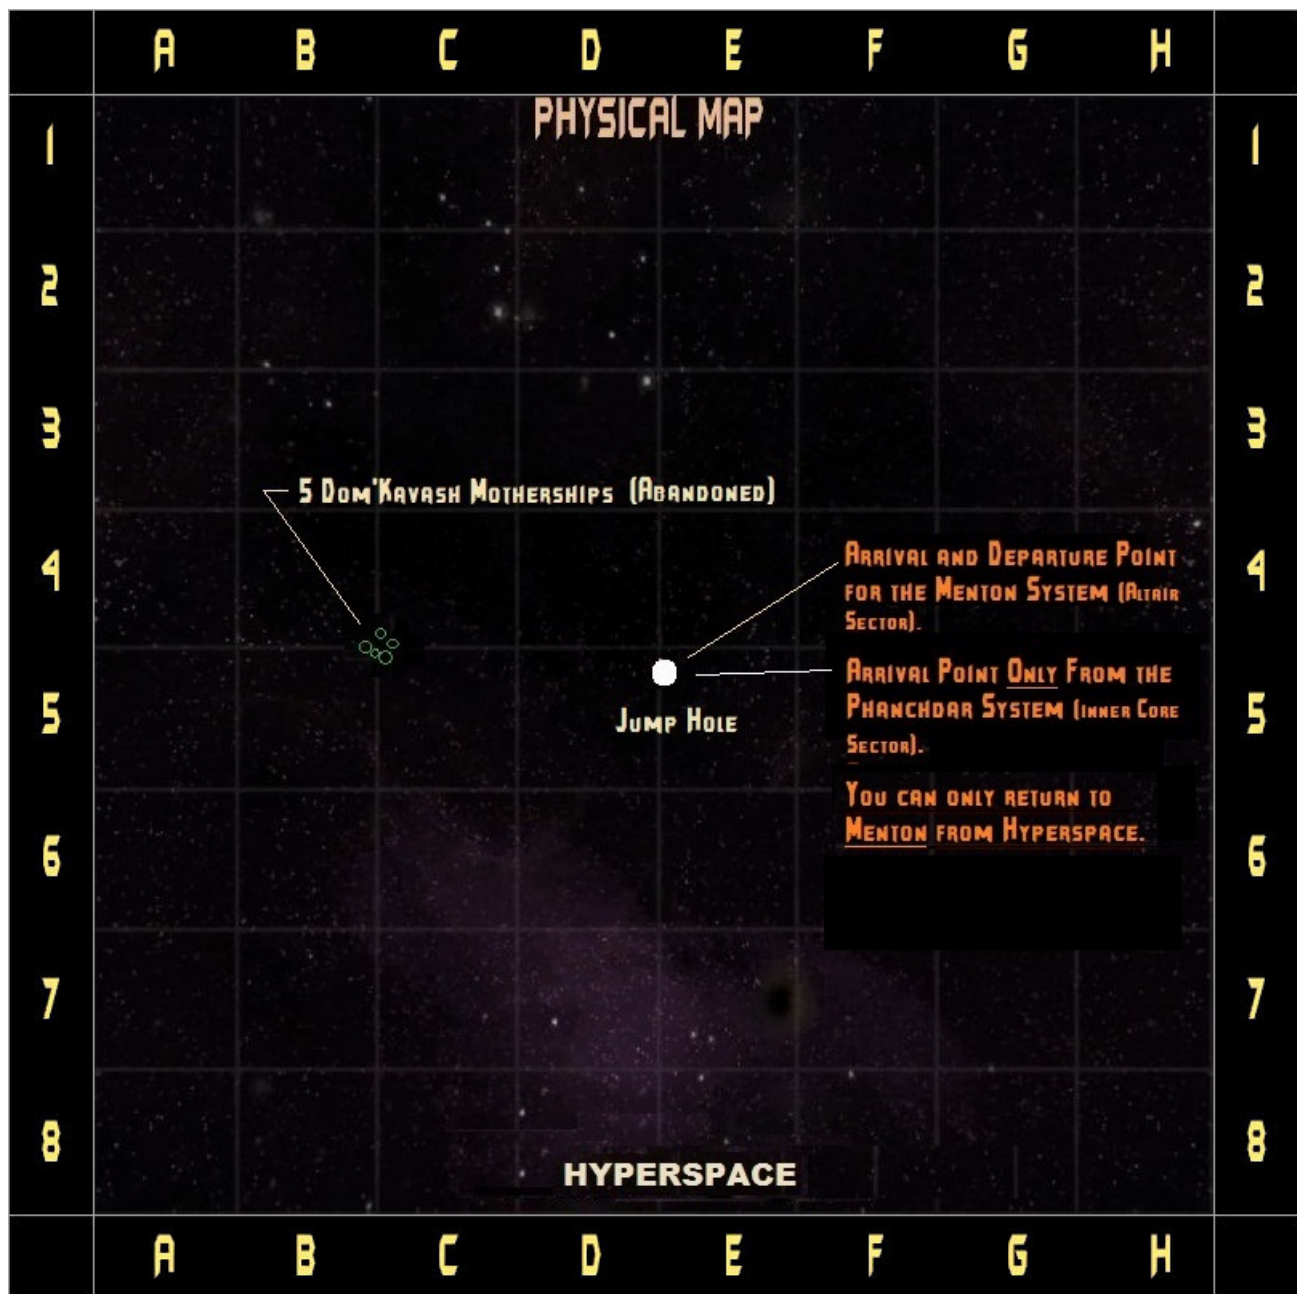 A B C D E F G H
PHYSICAL MAP
1 1
2 2
3 3
5 Dom'Kavash Motherships (Abandoned)
4 4
Arrival and Departure Point
for the Menton System (Altair
Sector).
Arrival Point Only From the
Phanchdar System (Inner Core
Sector).
5 5
Jump Hole
You can only return to
Menton from Hyperspace.
6 6
7 7
8 8
HYPERSPACE
A B C D E F G H